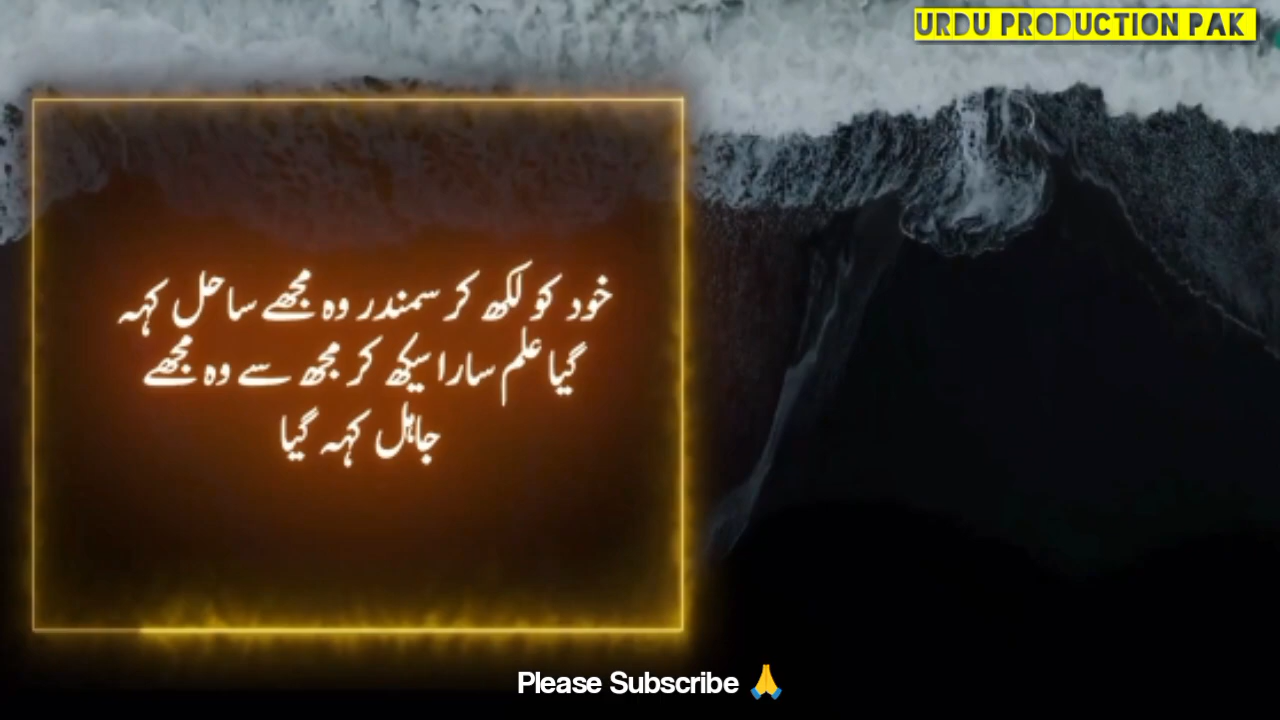 URDU PRODUCTION PAK
خود کو لکھ کر سمندر وہ مجھے ساحل کہہ
گیا علم سارا سیکھ کر مجھ سے وہ مجھے
جاہل کہہ گیا
Please Subscribe 🙏